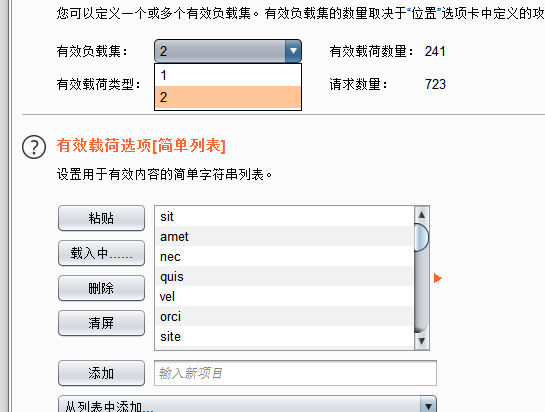 您可以定义一个或多个有效负载集。有效负载集的数量取决于“位置”选项卡中定义的攻
有效负载集： 2 有效载荷数量： 241
1
有效载荷类型： 请求数量： 723
2
有效载荷选项[简单列表]
设置用于有效内容的简单字符串列表。
粘贴
载入中……
删除
清屏
sit
amet
nec
quis
vel
orci
site
添加 输入新项目
从列表中添加...